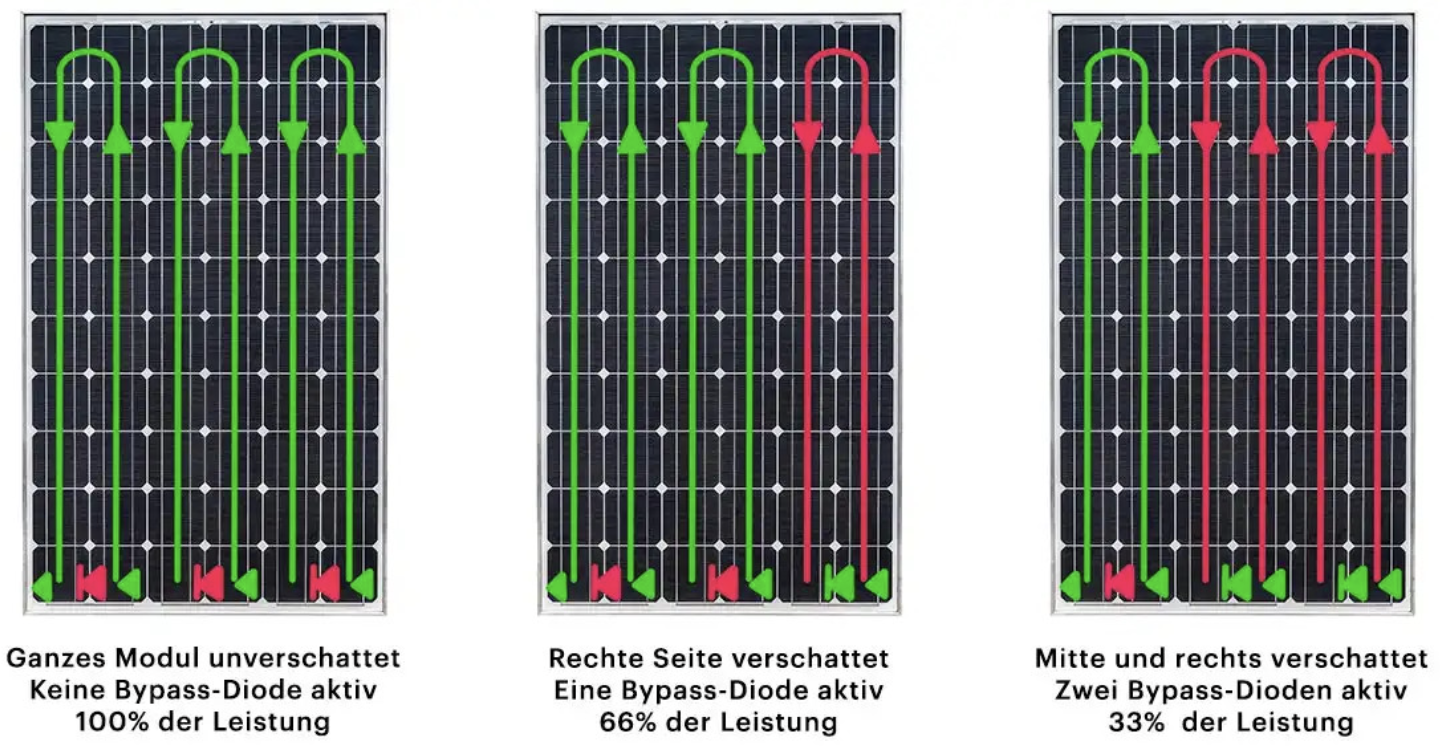 Ganzes Modul unverschattet
Keine Bypass-Diode aktiv
100% der Leistung
Rechte Seite verschattet
Eine Bypass-Diode aktiv
66% der Leistung
Mitte und rechts verschattet
Zwei Bypass-Dioden aktiv
33% der Leistung